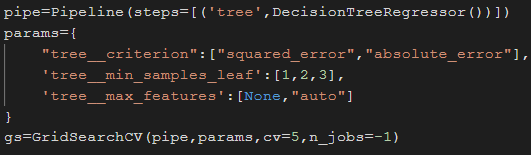 pipe=Pipeline(steps=[('tree',DecisionTreeRegressor())])
params={
    "tree__criterion":["squared_error","absolute_error"],
    'tree__min_samples_leaf':[1,2,3],
    'tree__max_features':[None,"auto"]
}
gs=GridSearchCV(pipe,params,cv=5,n_jobs=-1)